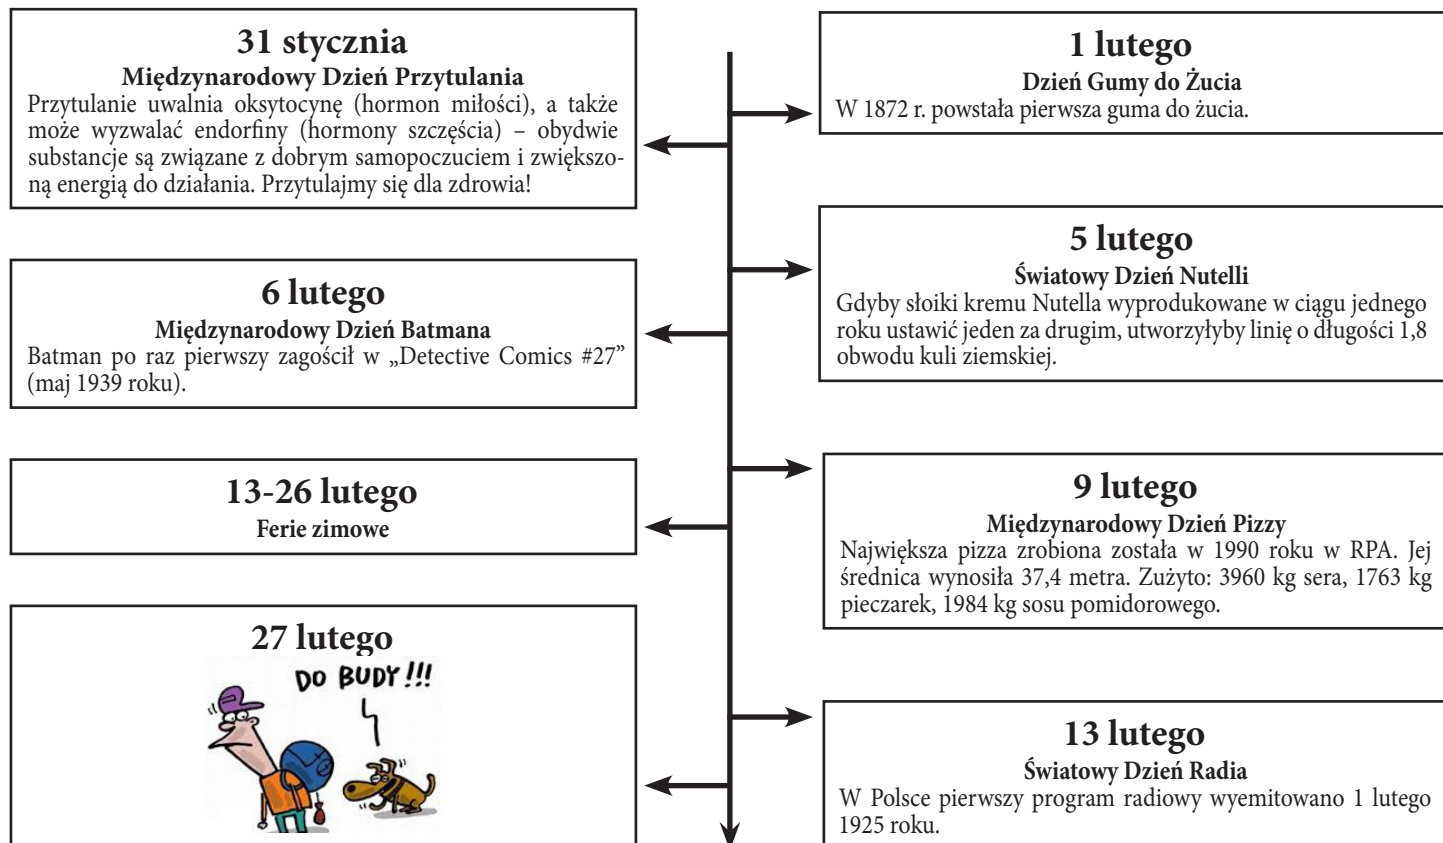 31 stycznia
Międzynarodowy Dzień Przytulania
Przytulanie uwalnia oksytocynę (hormon miłości), a także
może wyzwalać endorfiny (hormony szczęścia) – obydwie
substancje są związane z dobrym samopoczuciem i zwiększo-
ną energią do działania. Przytulajmy się dla zdrowia!
1 lutego
Dzień Gumy do Żucia
W 1872 r. powstała pierwsza guma do żucia.
5 lutego
Światowy Dzień Nutelli
Gdyby słoiki kremu Nutella wyprodukowane w ciągu jednego
roku ustawić jeden za drugim, utworzyłyby linię o długości 1,8
obwodu kuli ziemskiej.
6 lutego
Międzynarodowy Dzień Batmana
Batman po raz pierwszy zagościł w „Detective Comics #27”
(maj 1939 roku).
9 lutego
Międzynarodowy Dzień Pizzy
Największa pizza zrobiona została w 1990 roku w RPA. Jej
średnica wynosiła 37,4 metra. Zużyto: 3960 kg sera, 1763 kg
pieczarek, 1984 kg sosu pomidorowego.
13-26 lutego
Ferie zimowe
13 lutego
Światowy Dzień Radia
W Polsce pierwszy program radiowy wyemitowano 1 lutego
1925 roku.
27 lutego
DO BUDY!!!